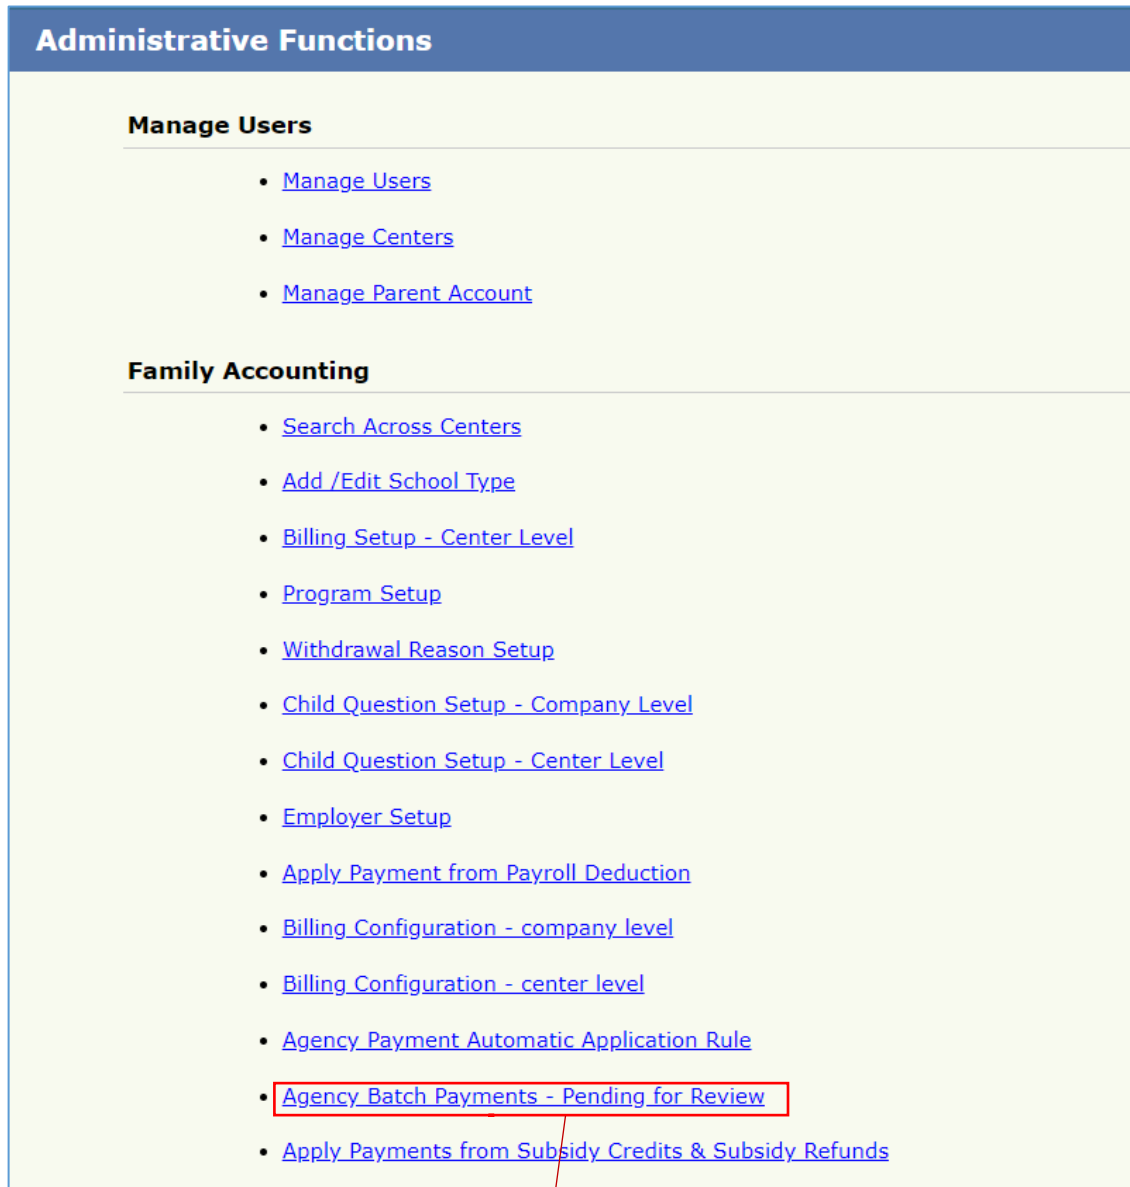 Administrative Functions
Manage Users
Manage Users
Manage Centers
Manage Parent Account
Family Accounting
Search Across Centers
Add /Edit School Type
Billing Setup - Center Level
Program Setup
Withdrawal Reason Setup
Child Question Setup - Company Level
Child Question Setup - Center Level
Employer Setup
Apply Payment from Payroll Deduction
Billing Configuration - company level
Billing Configuration - center level
Agency Payment Automatic Application Rule
Agency Batch Payments - Pending for Review
Apply Payments from Subsidy Credits & Subsidy Refunds